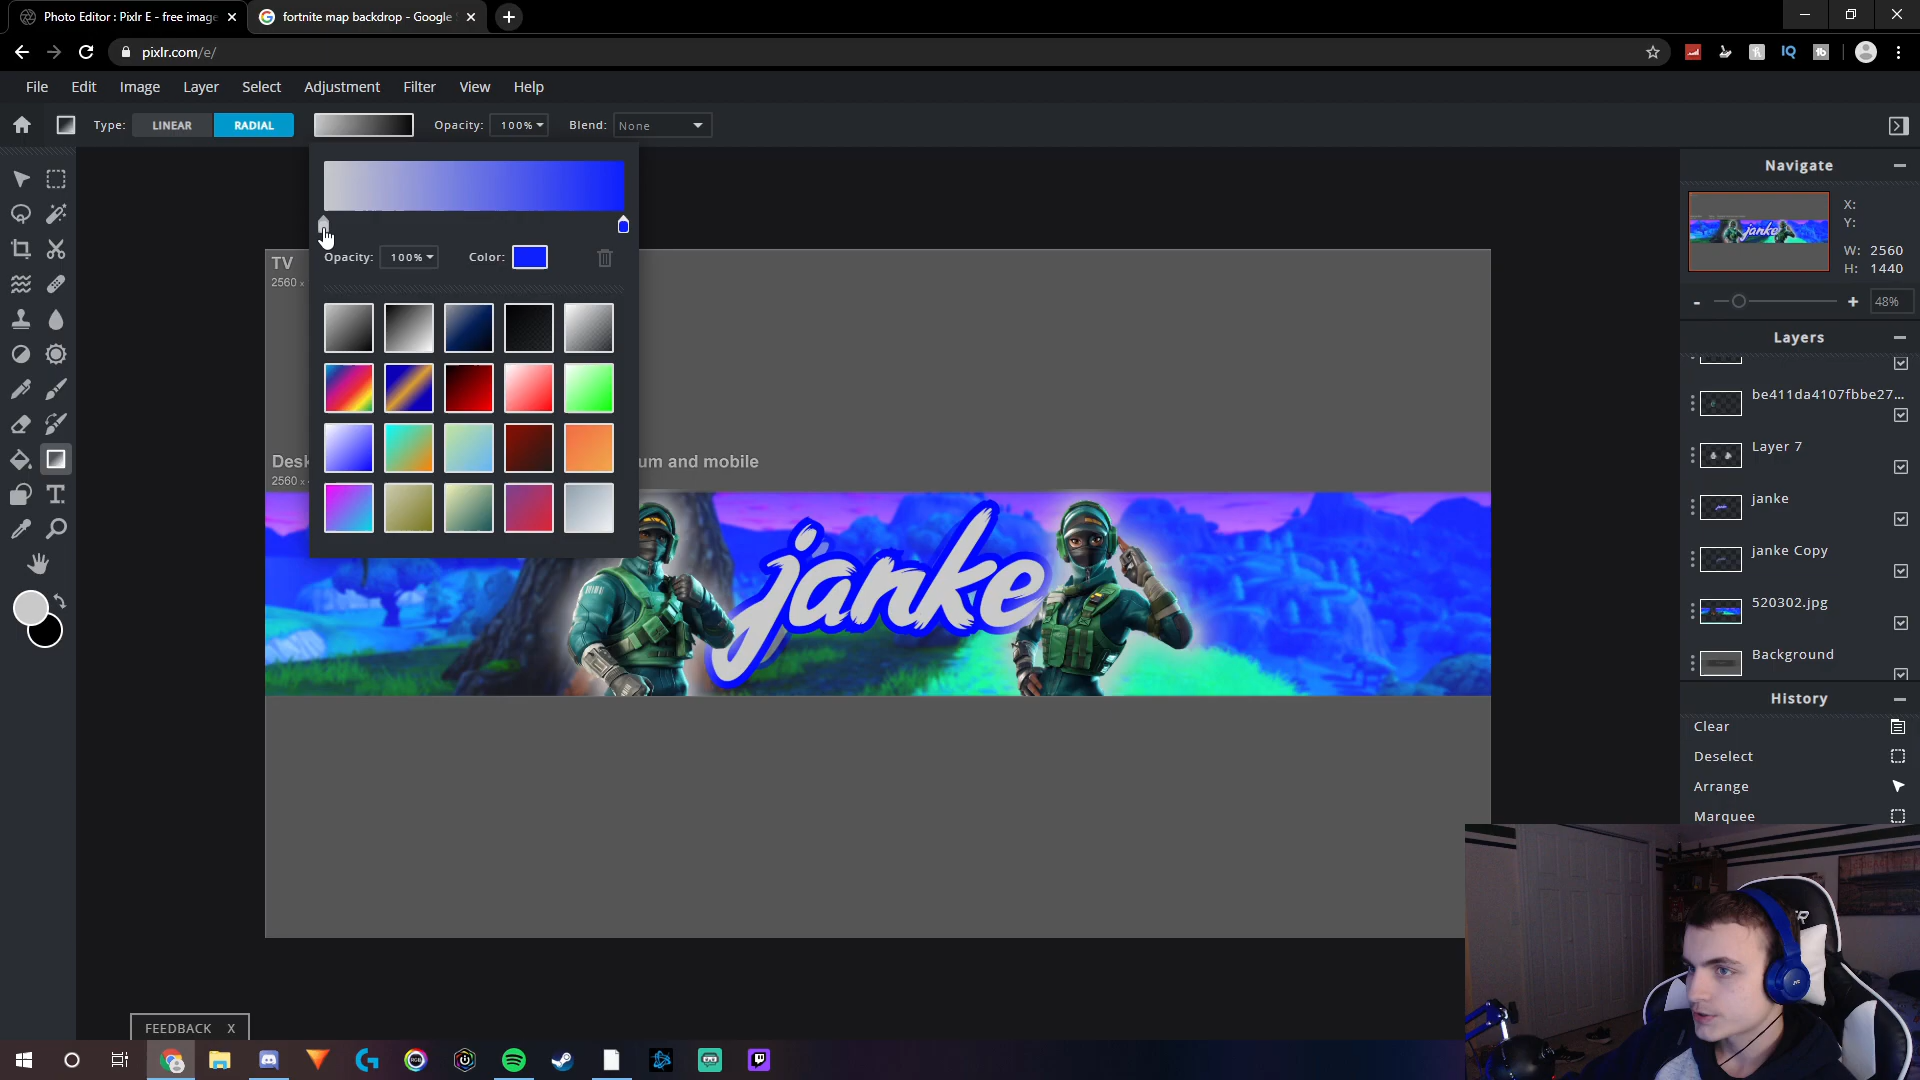 Photo Editor : Pixlr E - free image
fortnite map backdrop - Google S
pixlr.com/e/
File Edit Image Layer Select Adjustment Filter View Help
Type: LINEAR RADIAL Opacity: 100% Blend: None
Navigate
X:
Y:
W: 2560
H: 1440
- + 48%
Opacity: 100% Color:
TV
2560 x
Layers
be411da4107fbbe27...
Layer 7
janke
janke Copy
520302.jpg
Background
Desk
um and mobile
2560 x
janke
History
Clear
Deselect
Arrange
Marquee
FEEDBACK X